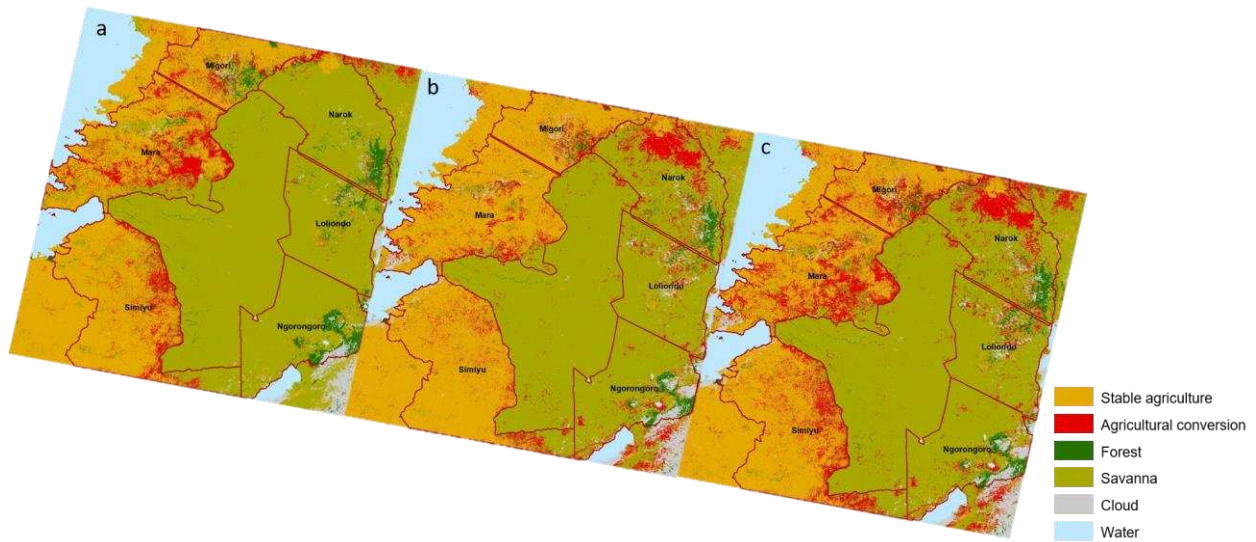 a
Migori
Narok
Mara
Loliondo
Simiyu
Ngorongoro
b
Migori
Narok
Mara
Loliondo
Simiyu
Ngorongoro
c
Migori
Narok
Mara
Loliondo
Simiyu
Ngorongoro
Stable agriculture
Agricultural conversion
Forest
Savanna
Cloud
Water